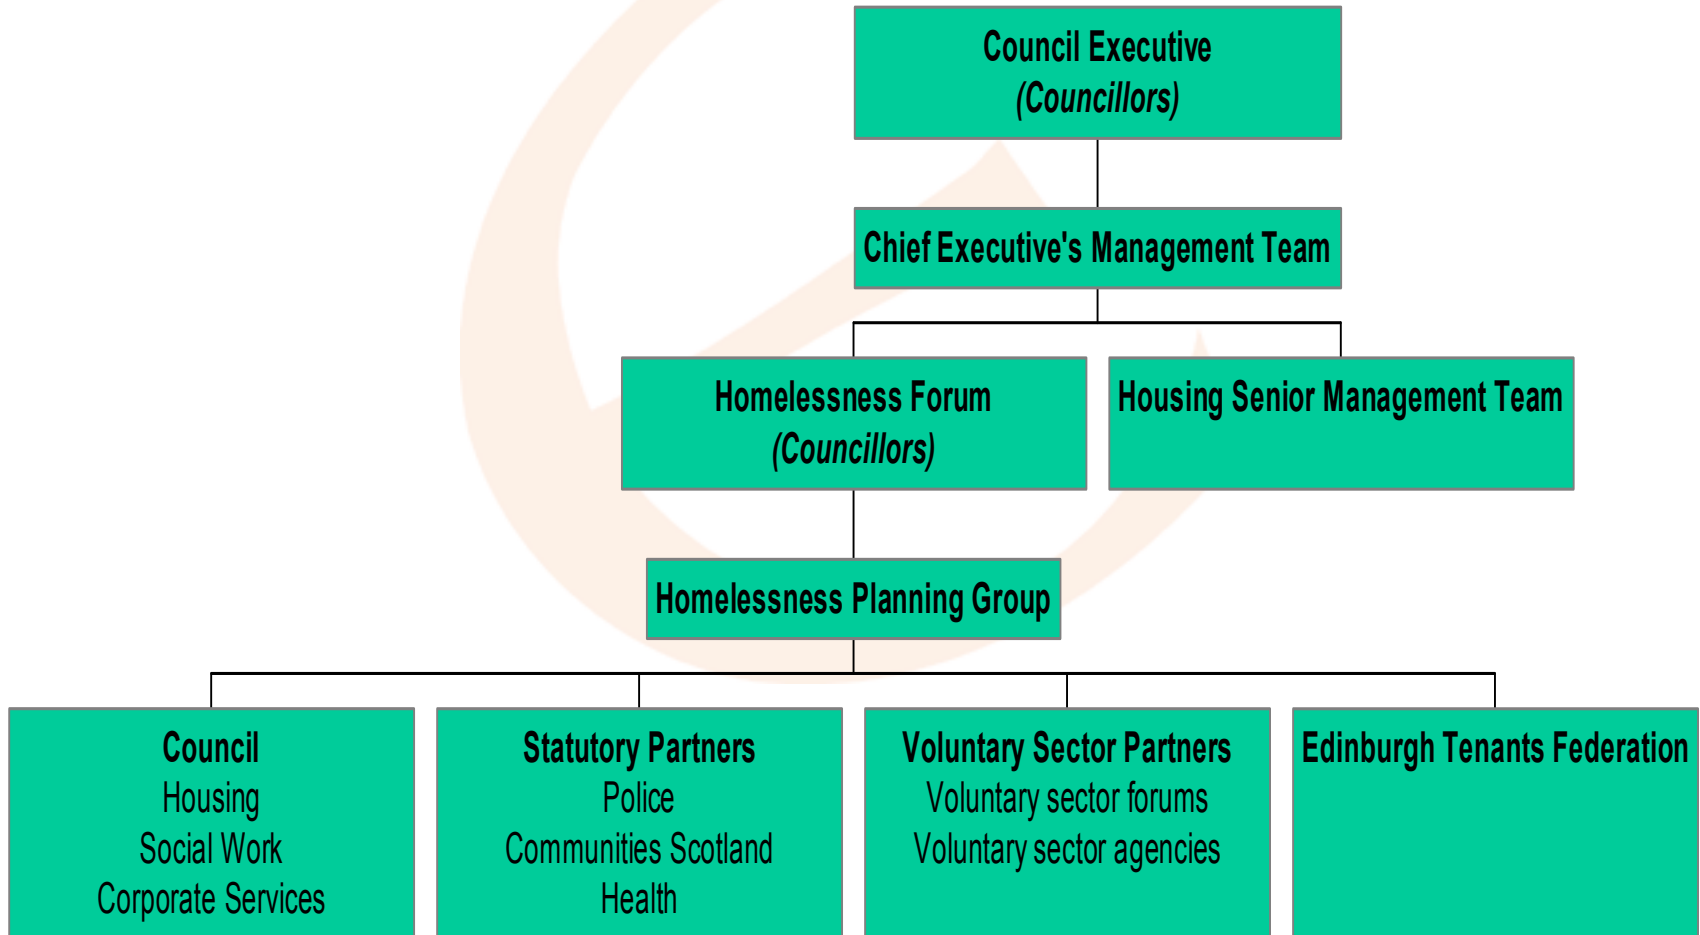 Council Executive
(Councillors)
Chief Executive's Management Team
Homelessness Forum
(Councillors)
Housing Senior Management Team
Homelessness Planning Group
Council
Housing
Social Work
Corporate Services
Statutory Partners
Police
Communities Scotland
Health
Voluntary Sector Partners
Voluntary sector forums
Voluntary sector agencies
Edinburgh Tenants Federation